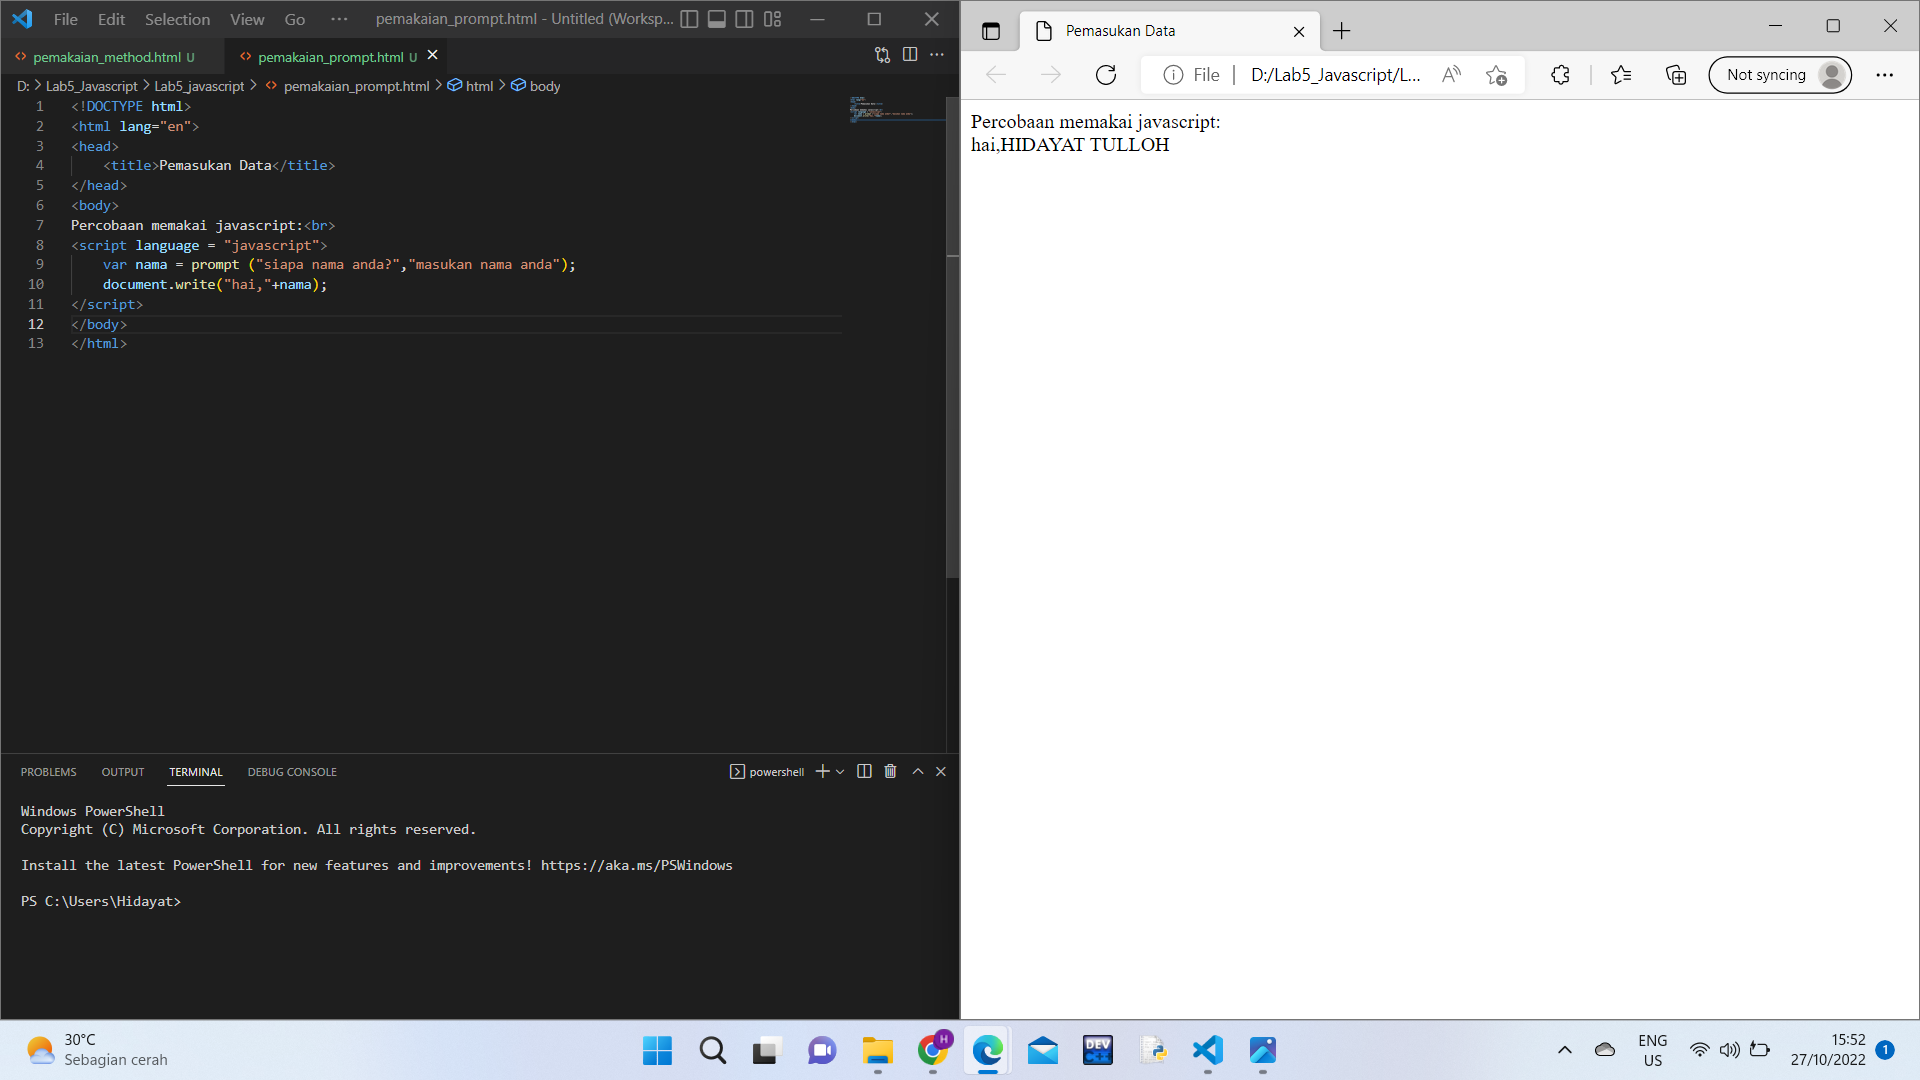 File Edit Selection View Go ··· pemakaian_prompt.html - Untitled (Worksp...
pemakaian_method.html U pemakaian_prompt.html U
D: > Lab5_Javascript > Lab5_javascript > pemakaian_prompt.html > html > body
1 <!DOCTYPE html>
2 <html lang="en">
3 <head>
4 <title>Pemasukan Data</title>
5 </head>
6 <body>
7 Percobaan memakai javascript:<br>
8 <script language = "javascript">
9 var nama = prompt ("siapa nama anda?","masukan nama anda");
10 document.write("hai,"+nama);
11 </script>
12 </body>
13 </html>
PROBLEMS OUTPUT TERMINAL DEBUG CONSOLE powershell
Windows PowerShell
Copyright (C) Microsoft Corporation. All rights reserved.
Install the latest PowerShell for new features and improvements! https://aka.ms/PSWindows
PS C:\Users\Hidayat>
Pemasukan Data
File D:/Lab5_Javascript/L... Not syncing
Percobaan memakai javascript:
hai,HIDAYAT TULLOH
30°C
Sebagian cerah
H
DEV
C++
ENG
US
15:52
27/10/2022
1